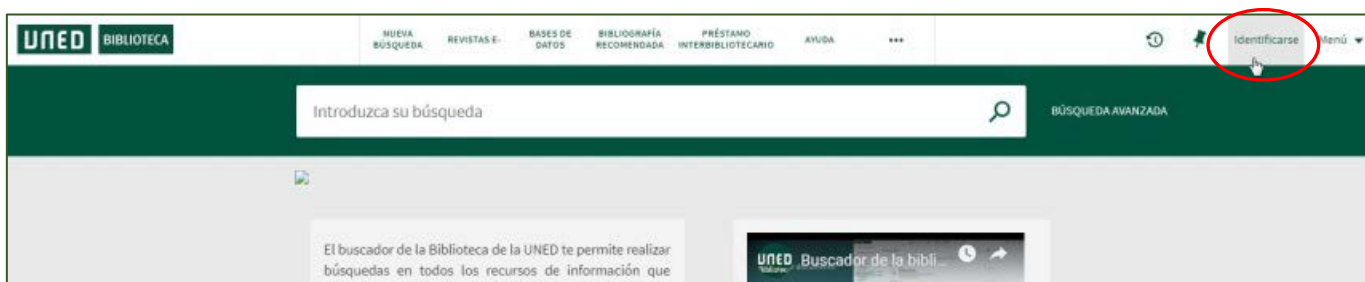 UNED BIBLIOTECA
NUEVA BÚSQUEDA
REVISTAS E-
BASES DE DATOS
BIBLIOGRAFÍA RECOMENDADA
PRÉSTAMO INTERBIBLIOTECARIO
AYUDA
•••
Identificarse
Menú
Introduzca su búsqueda
BÚSQUEDA AVANZADA
El buscador de la Biblioteca de la UNED te permite realizar
búsquedas en todos los recursos de información que
UNED Buscador de la bibli...